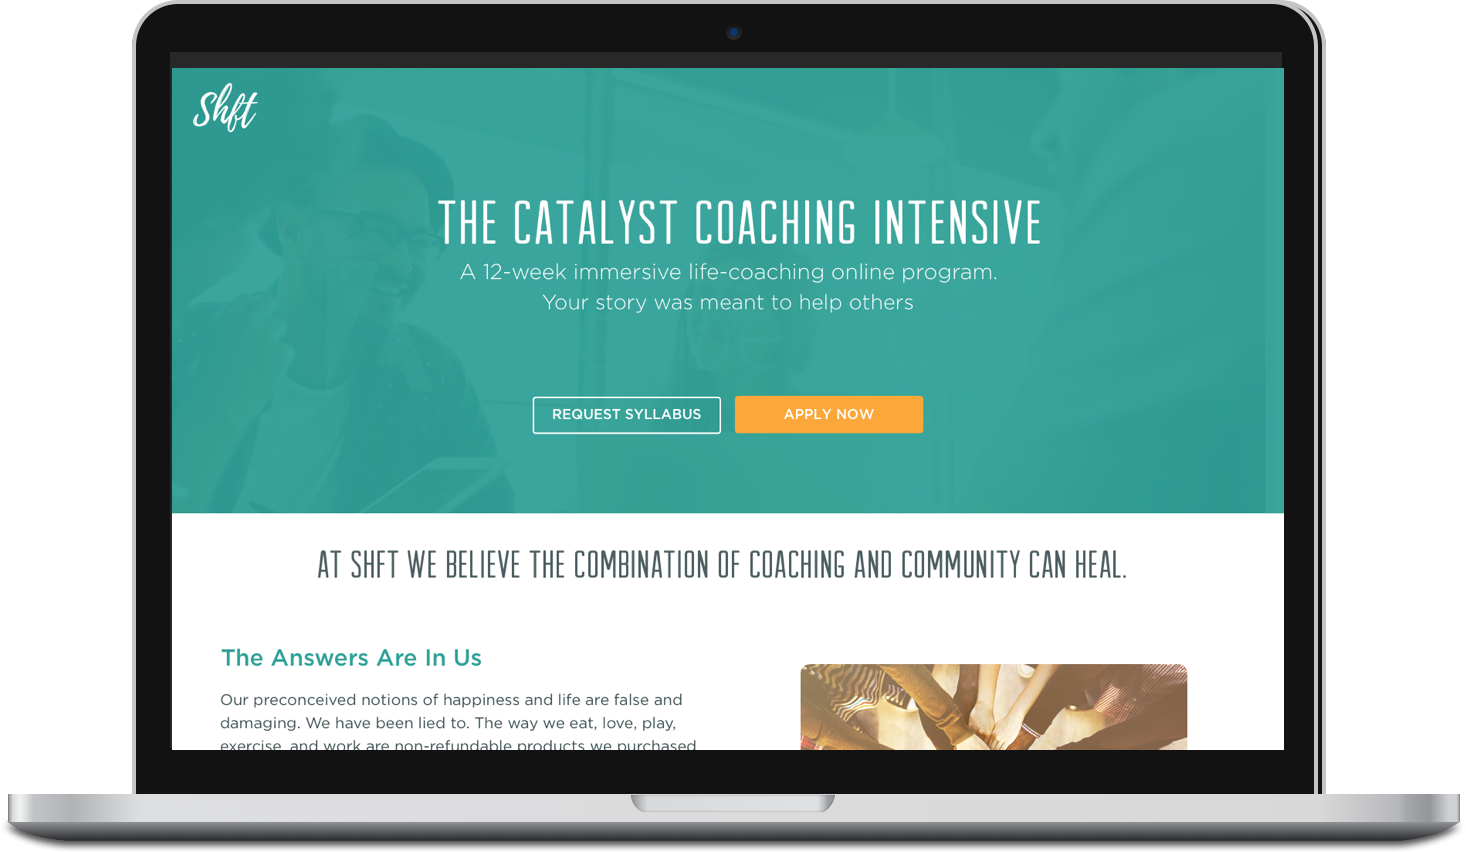 Shft
THE CATALYST COACHING INTENSIVE
A 12-week immersive life-coaching online program.
Your story was meant to help others
REQUEST SYLLABUS
APPLY NOW
AT SHFT WE BELIEVE THE COMBINATION OF COACHING AND COMMUNITY CAN HEAL.
The Answers Are In Us
Our preconceived notions of happiness and life are false and
damaging. We have been lied to. The way we eat, love, play,
exercise, and work are non-refundable products we purchased